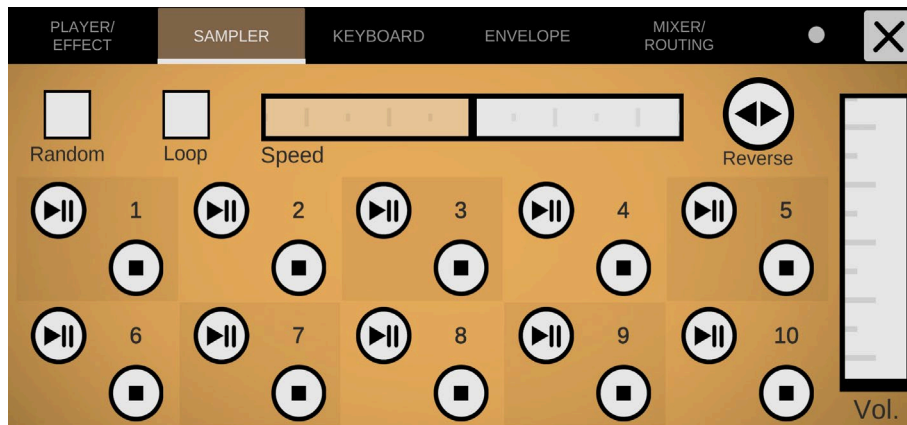 PLAYER/
EFFECT
SAMPLER
KEYBOARD
ENVELOPE
MIXER/
ROUTING
Random
Loop
Speed
Reverse
1
2
3
4
5
6
7
8
9
10
Vol.